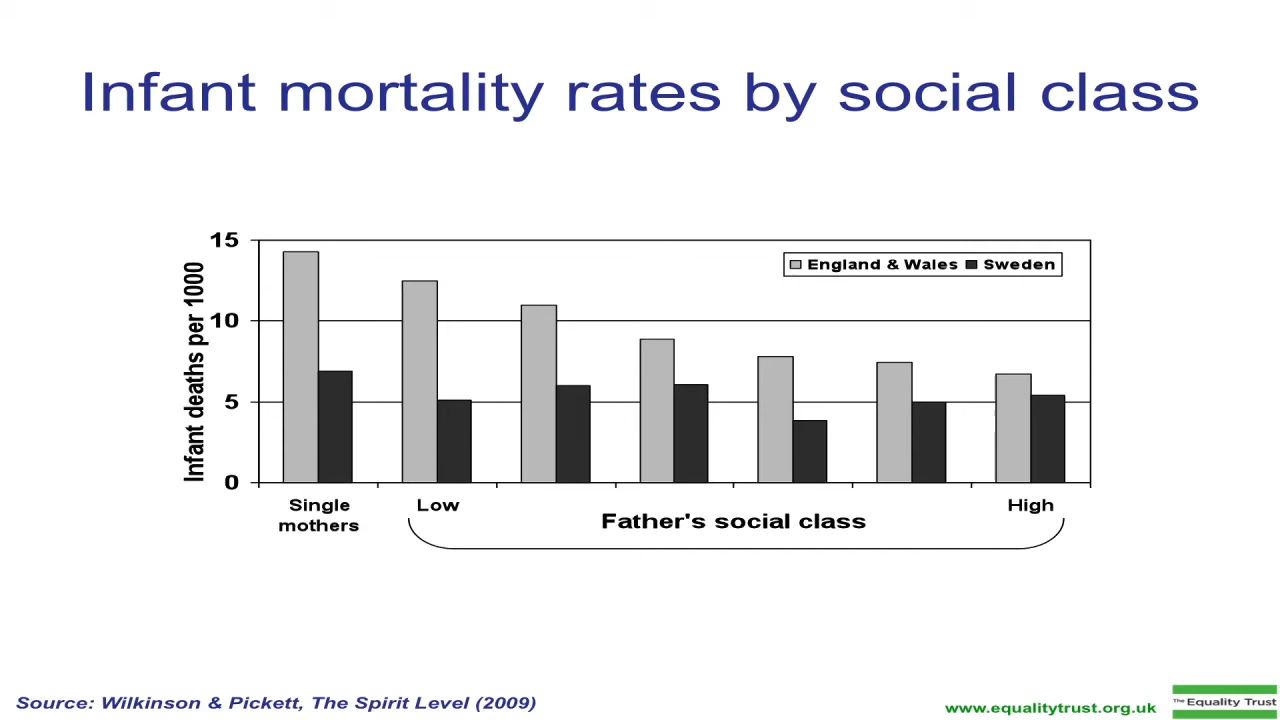 Infant mortality rates by social class
Infant deaths per 1000
15
10
5
0
England & Wales Sweden
Single
mothers
Low
High
Father's social class
Source: Wilkinson & Pickett, The Spirit Level (2009)
www.equalitytrust.org.uk
The Equality Trust